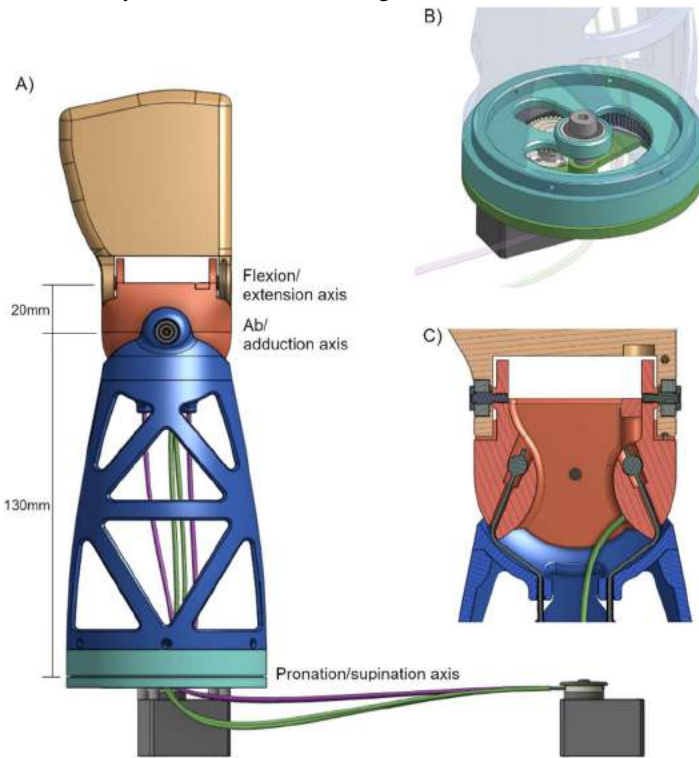 B)
A)
Flexion/
extension axis
20mm
Ab/
adduction axis
C)
130mm
Pronation/supination axis